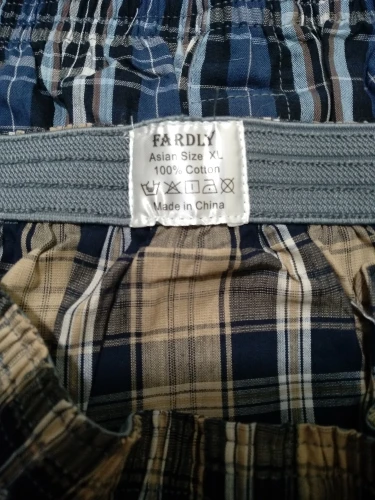 FARDLY
Asian Size XL
100% Cotton
Made in China